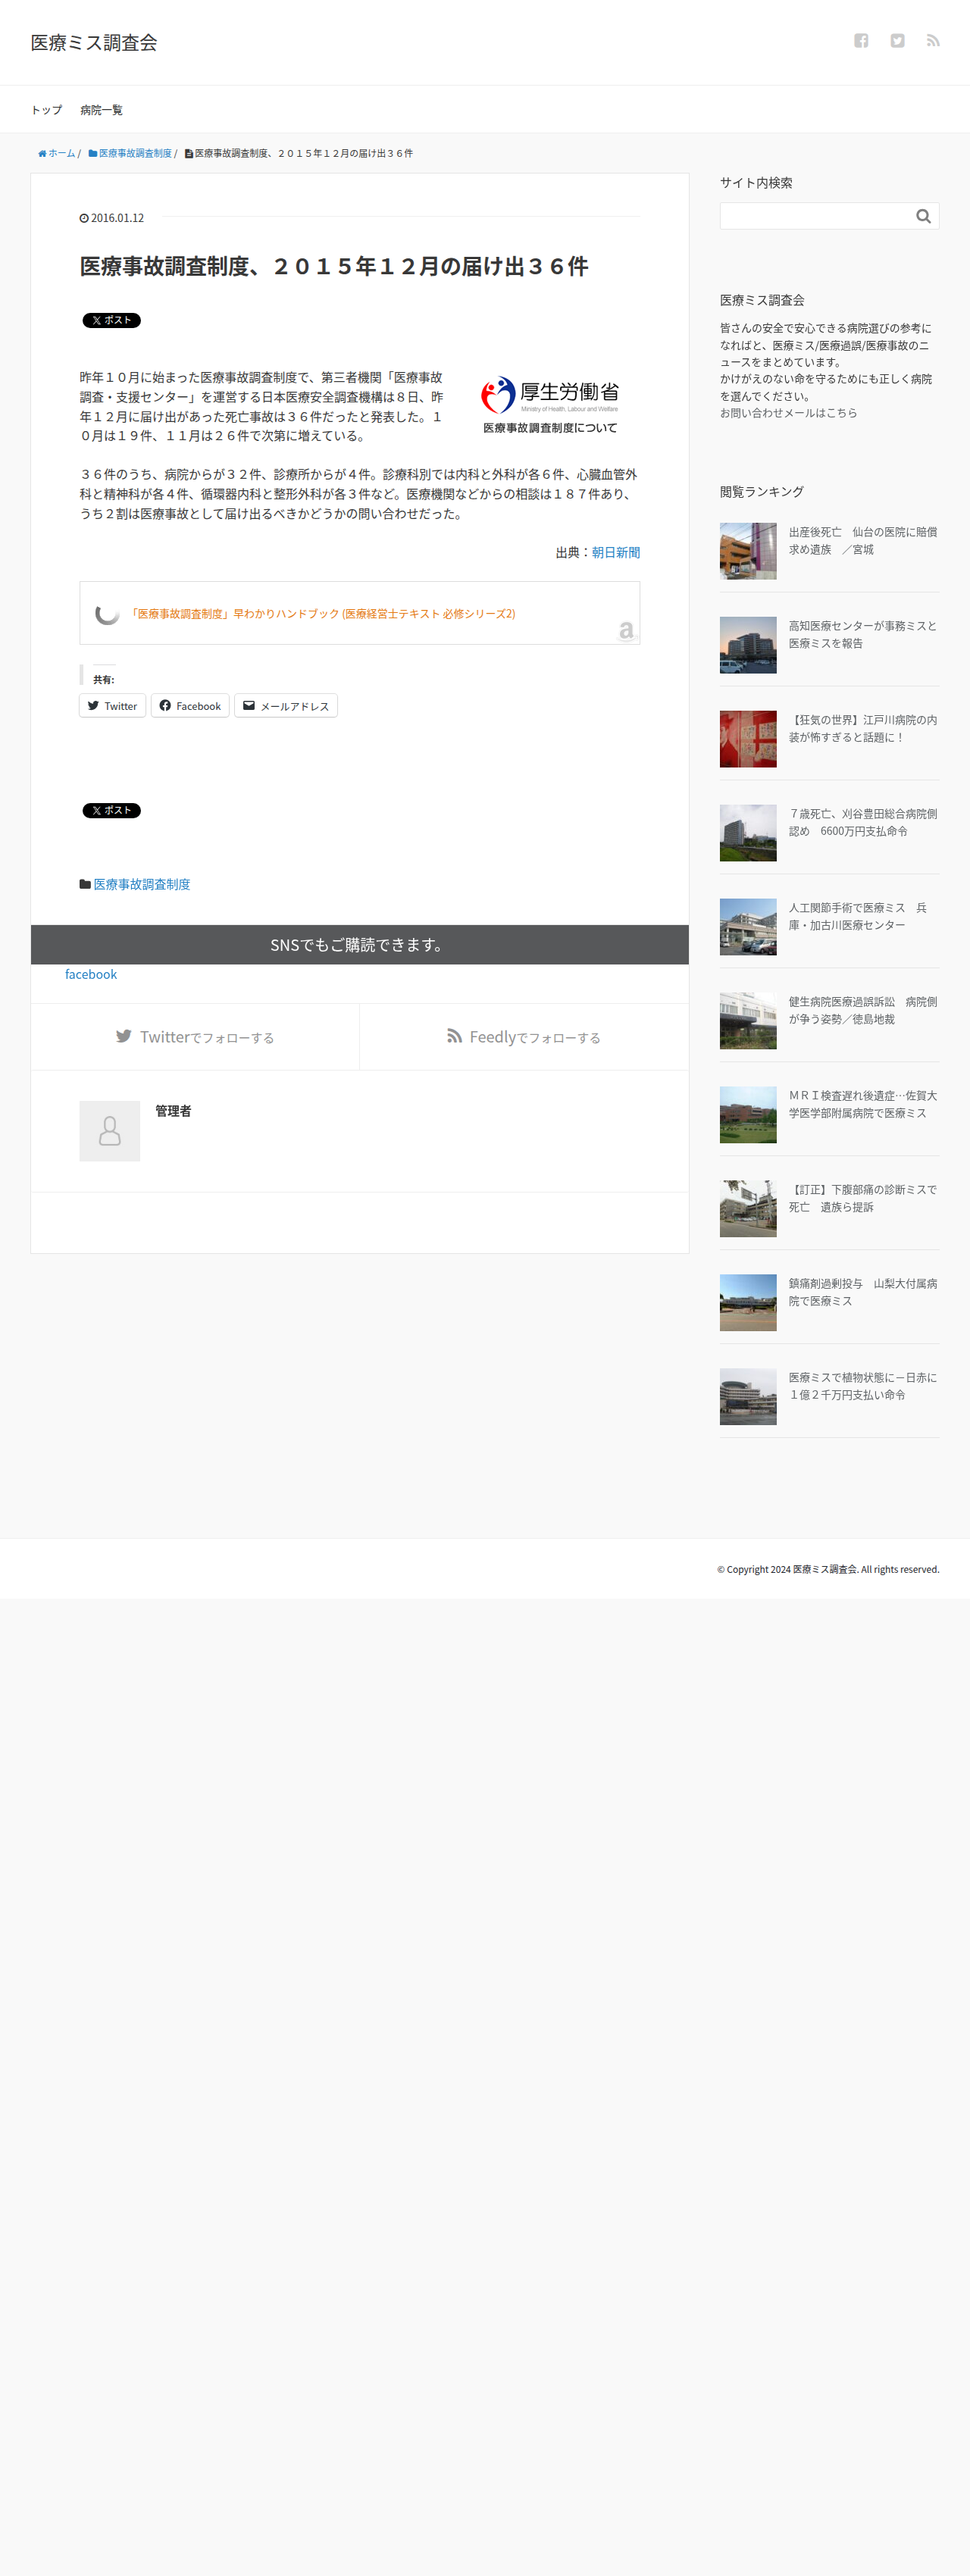 医療ミス調査会
トップ 病院一覧
ホーム / 医療事故調査制度 / 医療事故調査制度、２０１５年１２月の届け出３６件
2016.01.12
医療事故調査制度、２０１５年１２月の届け出３６件
ポスト
昨年１０月に始まった医療事故調査制度で、第三者機関「医療事故
調査・支援センター」を運営する日本医療安全調査機構は８日、昨
年１２月に届け出があった死亡事故は３６件だったと発表した。１
０月は１９件、１１月は２６件で次第に増えている。
厚生労働省
Ministry of Health, Labour and Welfare
医療事故調査制度について
３６件のうち、病院からが３２件、診療所からが４件。診療科別では内科と外科が各６件、心臓血管外
科と精神科が各４件、循環器内科と整形外科が各３件など。医療機関などからの相談は１８７件あり、
うち２割は医療事故として届け出るべきかどうかの問い合わせだった。
出典：朝日新聞
「医療事故調査制度」早わかりハンドブック (医療経営士テキスト 必修シリーズ2)
a
共有:
Twitter Facebook メールアドレス
ポスト
医療事故調査制度
SNSでもご購読できます。
facebook
Twitterでフォローする Feedlyでフォローする
管理者
サイト内検索
医療ミス調査会
皆さんの安全で安心できる病院選びの参考に
なればと、医療ミス/医療過誤/医療事故のニ
ュースをまとめています。
かけがえのない命を守るためにも正しく病院
を選んでください。
お問い合わせメールはこちら
閲覧ランキング
出産後死亡　仙台の医院に賠償
求め遺族　／宮城
高知医療センターが事務ミスと
医療ミスを報告
【狂気の世界】江戸川病院の内
装が怖すぎると話題に！
７歳死亡、刈谷豊田総合病院側
認め　6600万円支払命令
人工関節手術で医療ミス　兵
庫・加古川医療センター
健生病院医療過誤訴訟　病院側
が争う姿勢／徳島地裁
ＭＲＩ検査遅れ後遺症…佐賀大
学医学部附属病院で医療ミス
【訂正】下腹部痛の診断ミスで
死亡　遺族ら提訴
鎮痛剤過剰投与　山梨大付属病
院で医療ミス
医療ミスで植物状態に－日赤に
１億２千万円支払い命令
© Copyright 2024 医療ミス調査会. All rights reserved.